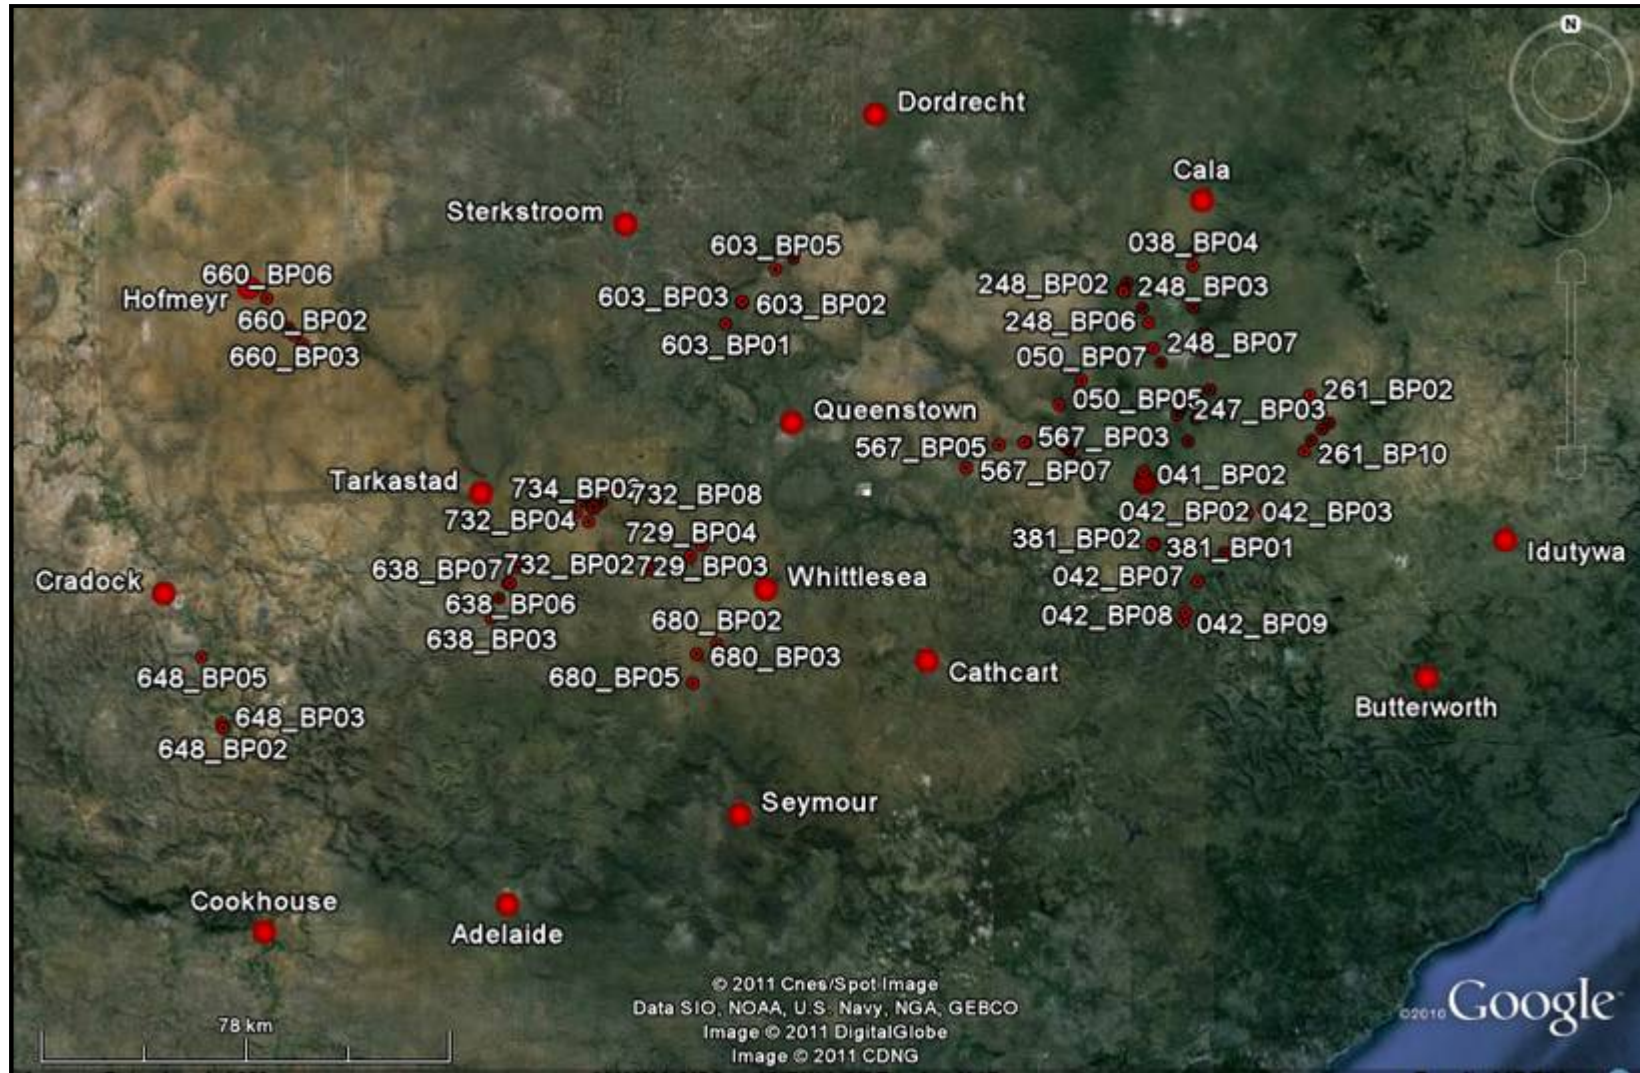 N
Dordrecht
Cala
Sterkstroom
603_BP05
038_BP04
660_BP06
Hofmeyr
248_BP02
248_BP03
603_BP03
603_BP02
660_BP02
248_BP06
603_BP01
248_BP07
660_BP03
050_BP07
261_BP02
050_BP05
247_BP03
Queenstown
567_BP05
567_BP03
261_BP10
567_BP07
041_BP02
Tarkastad
732_BP08
732_BP04
042_BP02
042_BP03
729_BP04
381_BP02
381_BP01
Idutywa
638_BP07
732_BP02
729_BP03
Whittlesea
042_BP07
Cradock
638_BP06
680_BP02
042_BP08
042_BP09
638_BP03
680_BP03
648_BP05
680_BP05
Cathcart
Butterworth
648_BP03
648_BP02
Seymour
Cookhouse
Adelaide
© 2011 Cnes/Spot Image
Data SIO, NOAA, U.S. Navy, NGA, GEBCO
Image © 2011 DigitalGlobe
Image © 2011 CDNG
©2010 Google
78 km